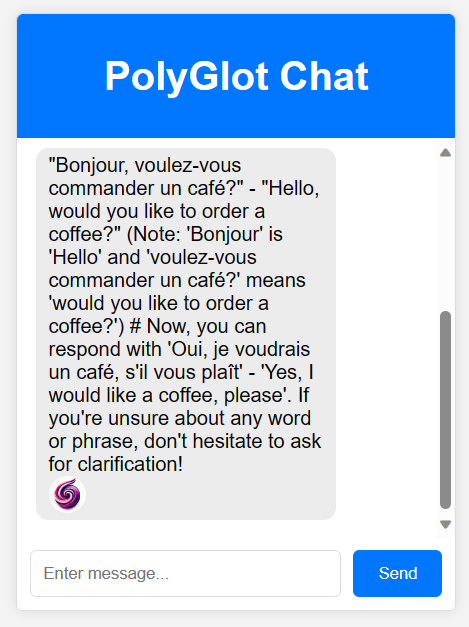 PolyGlot Chat
"Bonjour, voulez-vous
commander un café?" - "Hello,
would you like to order a
coffee?" (Note: 'Bonjour' is
'Hello' and 'voulez-vous
commander un café?' means
'would you like to order a
coffee?') # Now, you can
respond with 'Oui, je voudrais
un café, s'il vous plaît' - 'Yes, I
would like a coffee, please'. If
you're unsure about any word
or phrase, don't hesitate to ask
for clarification!
Enter message...
Send